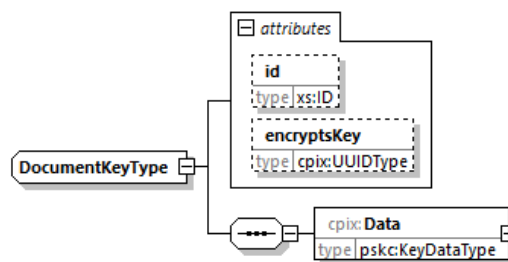 attributes
id
type xs:ID
encryptsKey
type cpix:UUIDType
DocumentKeyType
cpix:Data
type pskc:KeyDataType